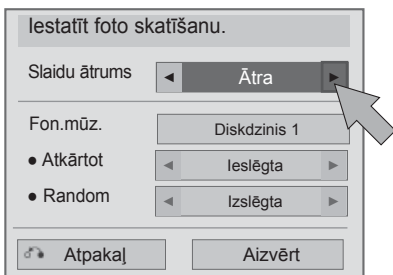 Iestatīt foto skatīšanu.
Slaidu ātrums ◄ Ātra ►
Fon.mūz. Diskdzinis 1
● Atkārtot ◄ Ieslēgta ►
● Random ◄ Izslēgta ►
Atpakaļ Aizvērt